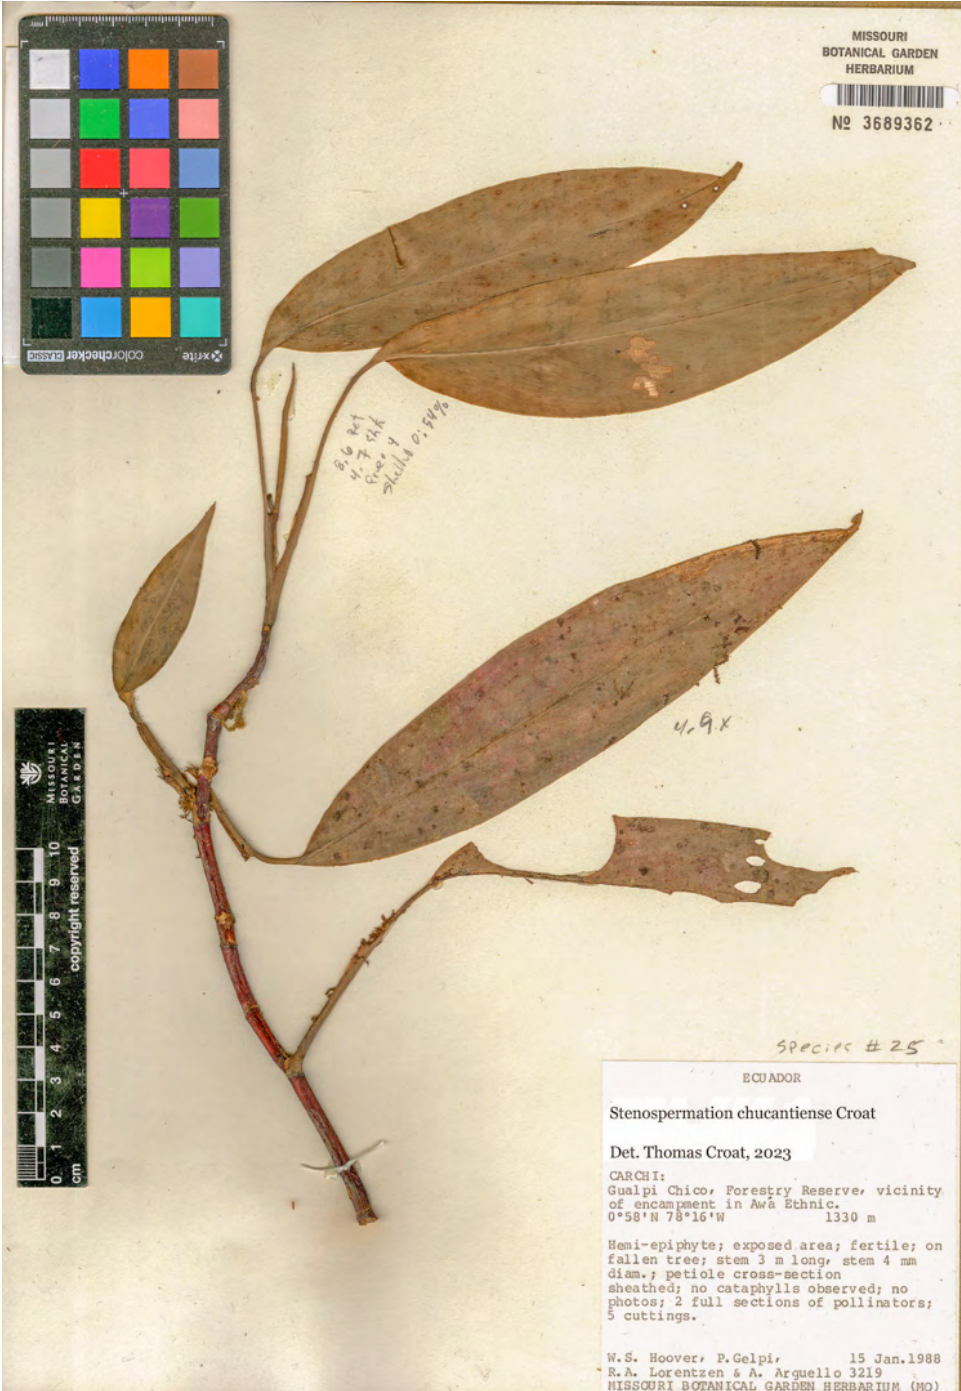 MISSOURI
BOTANICAL GARDEN
HERBARIUM
Nº 3689362
colorchecker CLASSIC
x-rite
4.9.x
MISSOURI
BOTANICAL
GARDEN
copyright reserved
0 1 2 3 4 5 6 7 8 9 10
cm
species # 25
ECUADOR
Stenospermation chucantiense Croat
Det. Thomas Croat, 2023
CARCHI:
Gualpi Chico, Forestry Reserve, vicinity
of encampment in Awá Ethnic.
0°58'N 78°16'W 1330 m
Hemi-epiphyte; exposed area; fertile; on
fallen tree; stem 3 m long, stem 4 mm
diam.; petiole cross-section
sheathed; no cataphylls observed; no
photos; 2 full sections of pollinators;
5 cuttings.
W.S. Hoover, P.Gelpi, 15 Jan.1988
R.A. Lorentzen & A. Arguello 3219
MISSOURI BOTANICAL GARDEN HERBARIUM (MO)